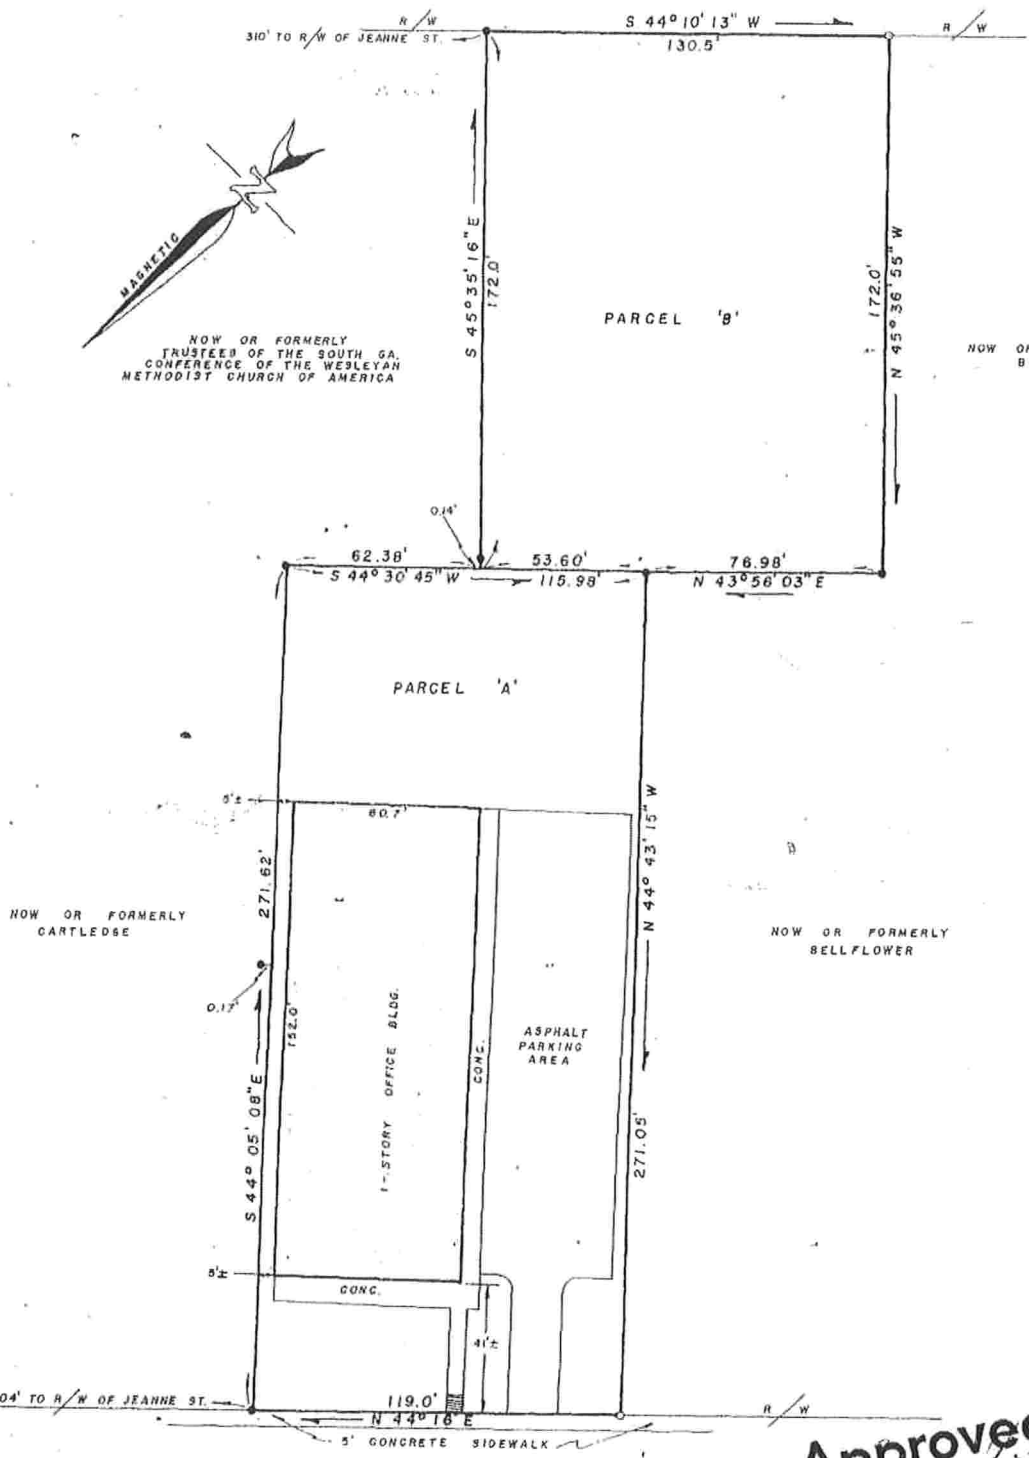 R/W
S 44° 10' 13" W
R/W
310' TO R/W OF JEANNE ST.
130.5'
MAGNETIC
N
S 45° 35' 16" E
172.0'
172.0'
N 45° 36' 55" W
PARCEL 'B'
NOW OR FORMERLY
TRUSTEES OF THE SOUTH GA.
CONFERENCE OF THE WESLEYAN
METHODIST CHURCH OF AMERICA
NOW OR
B
0.14'
62.38'
53.60'
76.98'
S 44° 30' 45" W
115.98'
N 43° 56' 03" E
PARCEL 'A'
5'±
60.7'
N 44° 43' 15" W
271.62'
NOW OR FORMERLY
CARTLEDGE
NOW OR FORMERLY
BELLFLOWER
0.17'
152.0'
1-STORY OFFICE BLDG.
CONC.
ASPHALT
PARKING
AREA
S 44° 05' 08" E
271.05'
5'±
CONC.
41'±
04' TO R/W OF JEANNE ST.
119.0'
R/W
N 44° 16' E
5' CONCRETE SIDEWALK
Approved